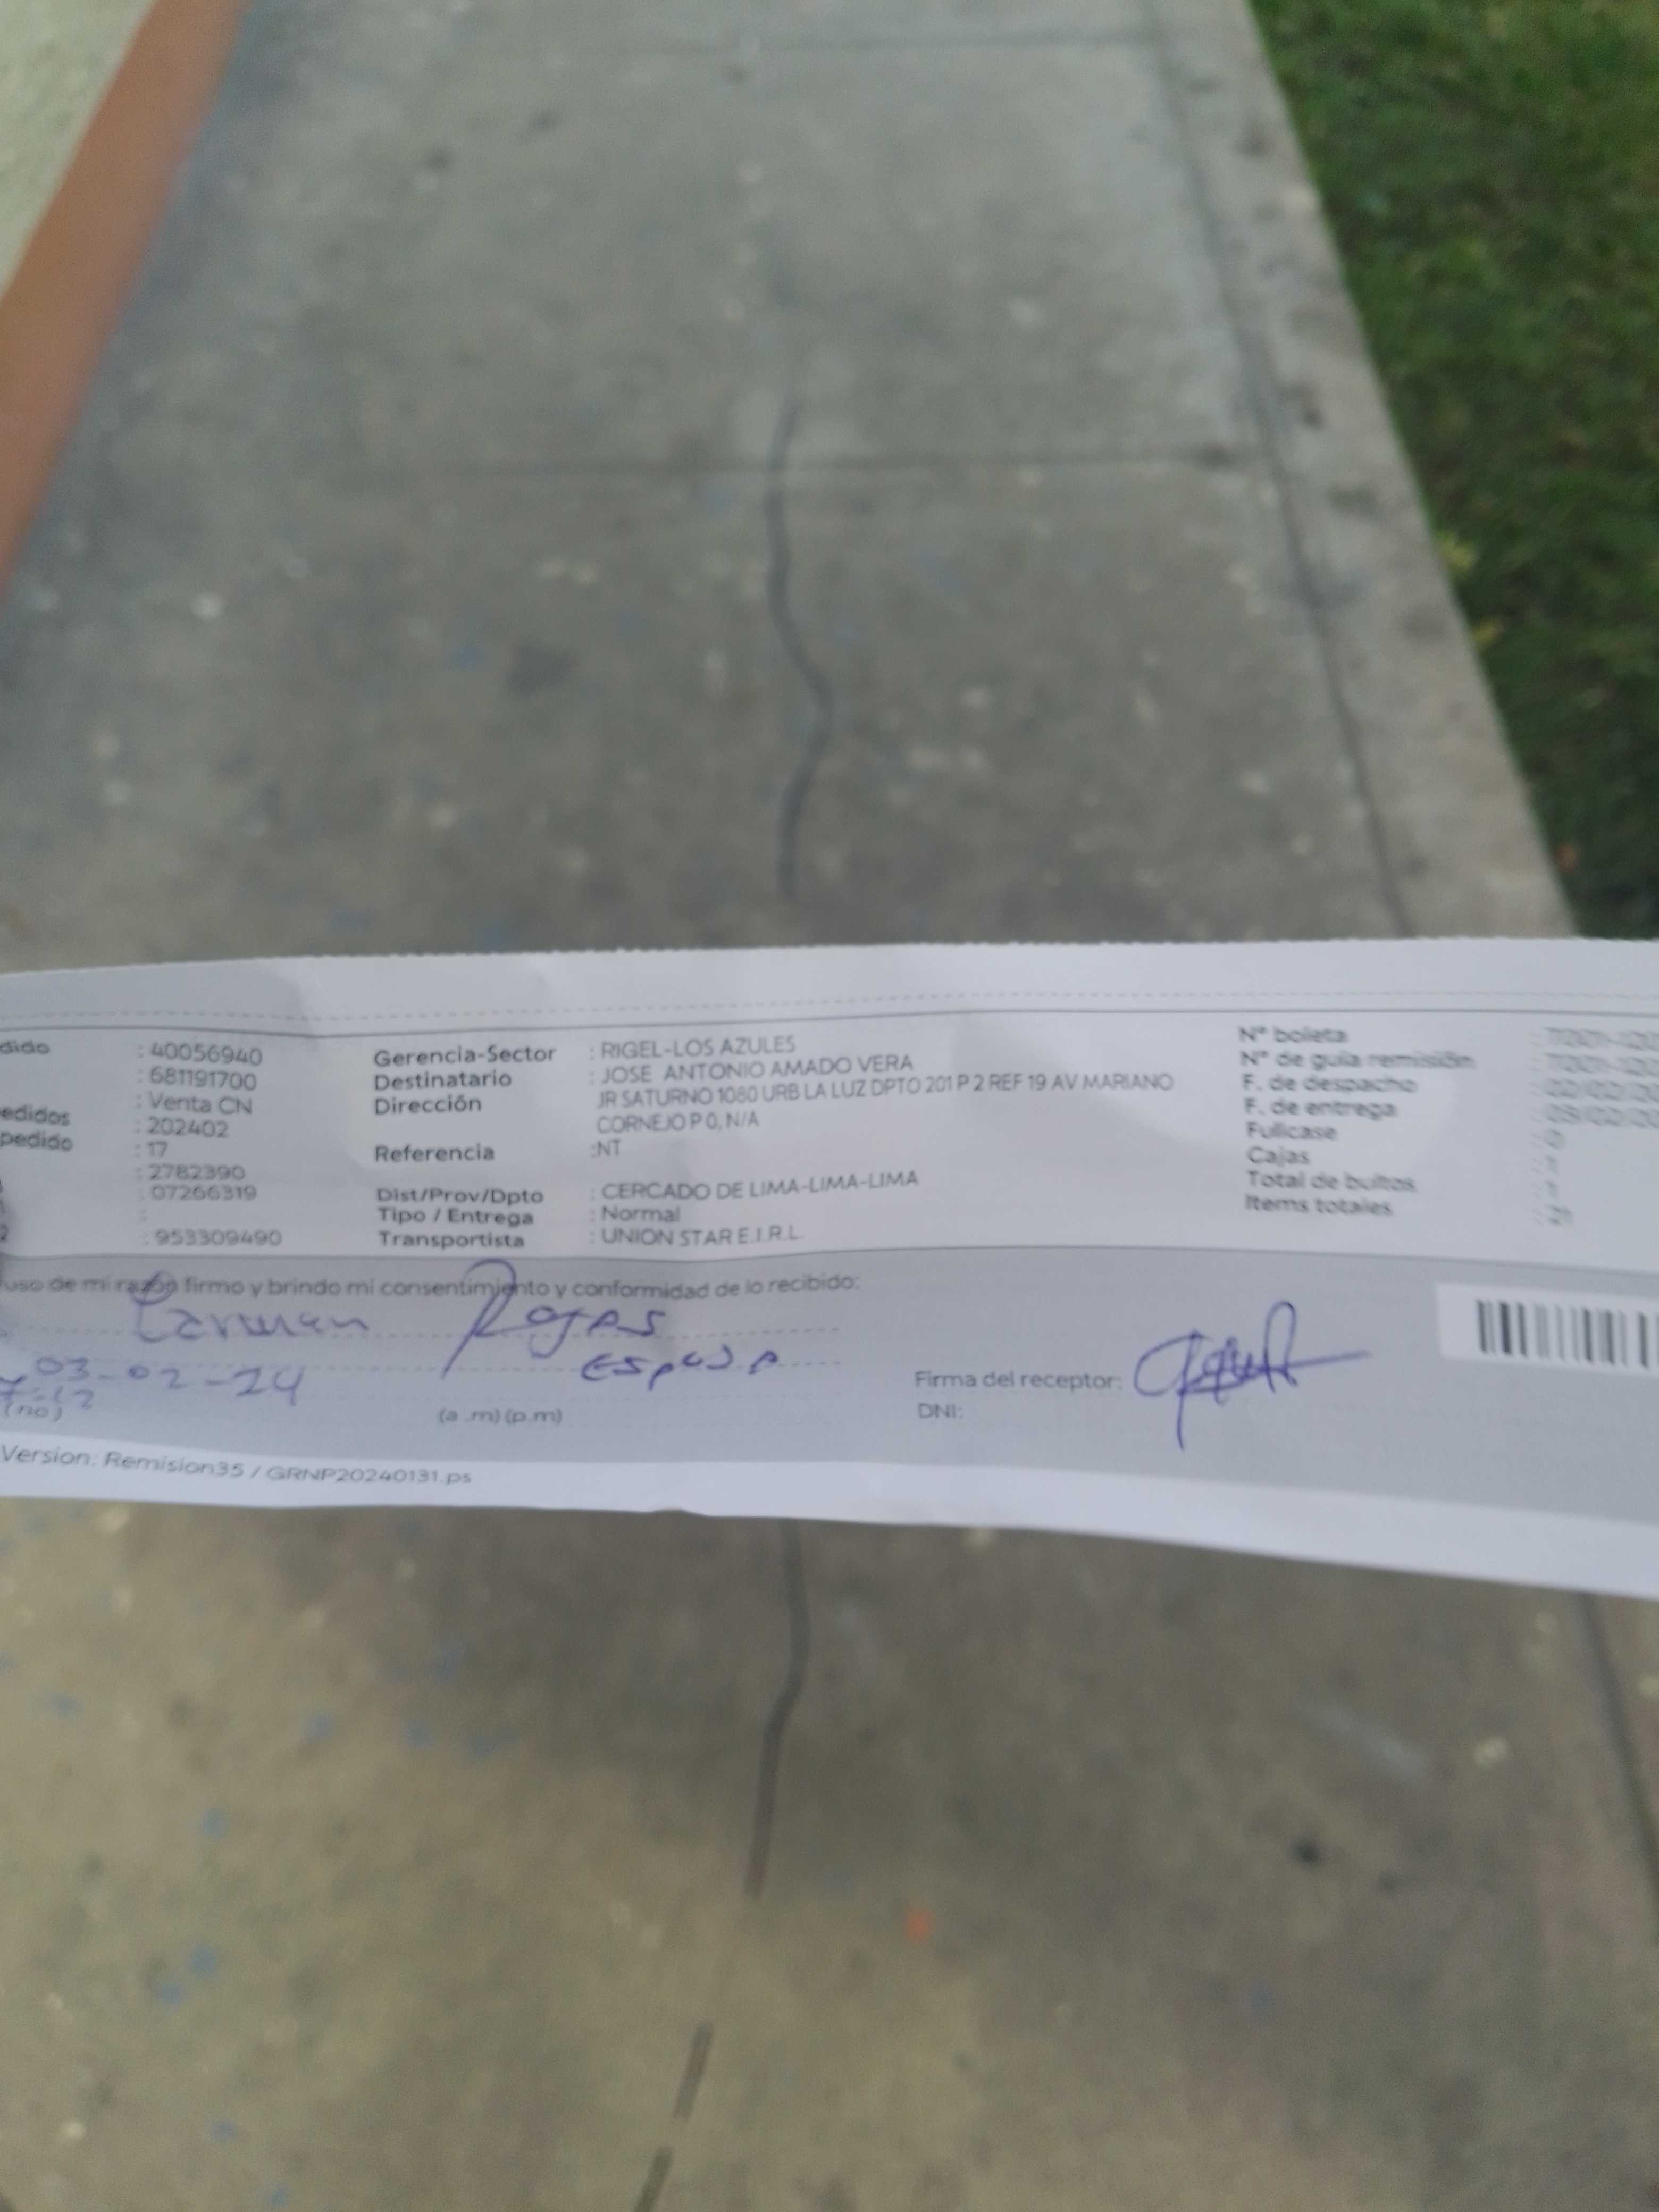 dido : 40056940
: 681191700
: Venta CN
edidos : 202402
pedido : 17
: 2782390
: 07266319
:
: 953309490
Gerencia-Sector : RIGEL-LOS AZULES
Destinatario : JOSE ANTONIO AMADO VERA
Dirección JR SATURNO 1080 URB LA LUZ DPTO 201 P 2 REF 19 AV MARIANO
CORNEJO P 0, N/A
Referencia :NT
Dist/Prov/Dpto : CERCADO DE LIMA-LIMA-LIMA
Tipo / Entrega : Normal
Transportista : UNION STAR E.I.R.L.
N° boleta
N° de guía remisión
F. de despacho
F. de entrega
Fullcase
Cajas
Total de bultos
Items totales
uso de mi razón firmo y brindo mi consentimiento y conformidad de lo recibido:
Carmen Rojas
Esposa
03-02-24
(a .m) (p.m)
Firma del receptor:
DNI:
Version: Remision35 / GRNP20240131.ps